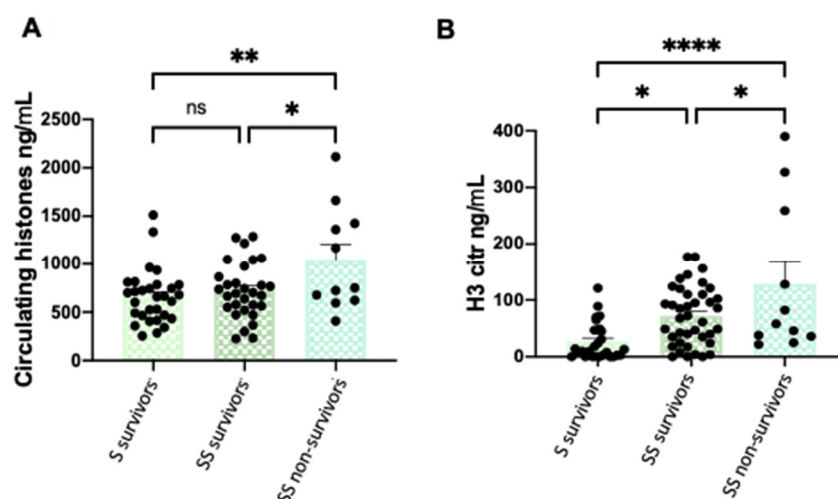 A
**
ns
*
Circulating histones ng/mL
2500
2000
1500
1000
500
0
S survivors
SS survivors
SS non-survivors
B
****
*
*
H3 citr ng/mL
400
300
200
100
0
S survivors
SS survivors
SS non-survivors